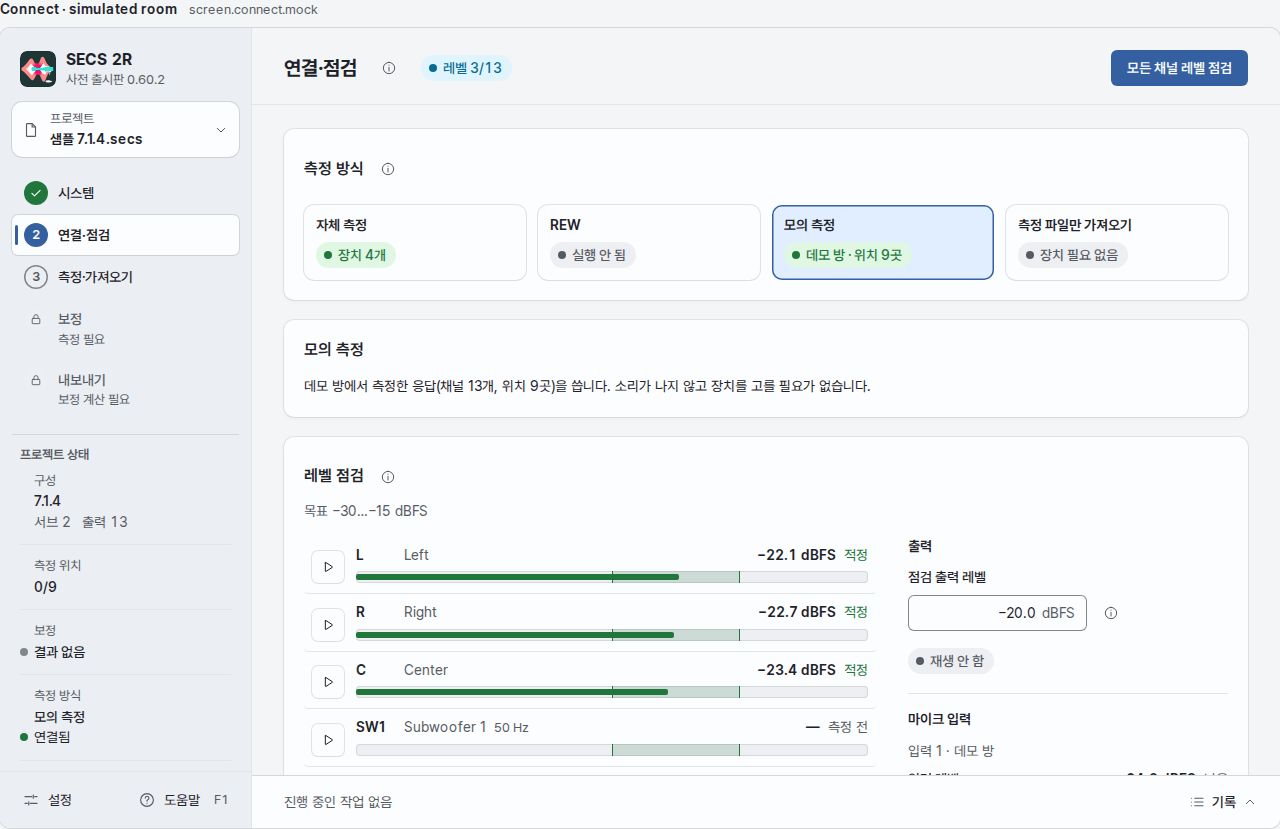 Connect · simulated room screen.connect.mock
SECS 2R
사전 출시판 0.60.2
프로젝트
샘플 7.1.4.secs
시스템
2 연결·점검
3 측정·가져오기
보정
측정 필요
내보내기
보정 계산 필요
프로젝트 상태
구성
7.1.4
서브 2 출력 13
측정 위치
0/9
보정
결과 없음
측정 방식
모의 측정
연결됨
설정 도움말 F1
연결·점검 레벨 3/13 모든 채널 레벨 점검
측정 방식
자체 측정
장치 4개
REW
실행 안 됨
모의 측정
데모 방 · 위치 9곳
측정 파일만 가져오기
장치 필요 없음
모의 측정
데모 방에서 측정한 응답(채널 13개, 위치 9곳)을 씁니다. 소리가 나지 않고 장치를 고를 필요가 없습니다.
레벨 점검
목표 −30…−15 dBFS
L Left −22.1 dBFS 적정
R Right −22.7 dBFS 적정
C Center −23.4 dBFS 적정
SW1 Subwoofer 1 50 Hz — 측정 전
출력
점검 출력 레벨
−20.0 dBFS
재생 안 함
마이크 입력
입력 1 · 데모 방
진행 중인 작업 없음 기록